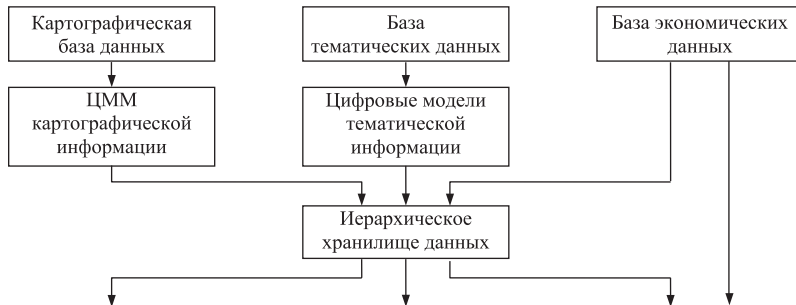 Картографическая
база данных
База
тематических данных
База экономических
данных
ЦММ
картографической
информации
Цифровые модели
тематической
информации
Иерархическое
хранилище данных